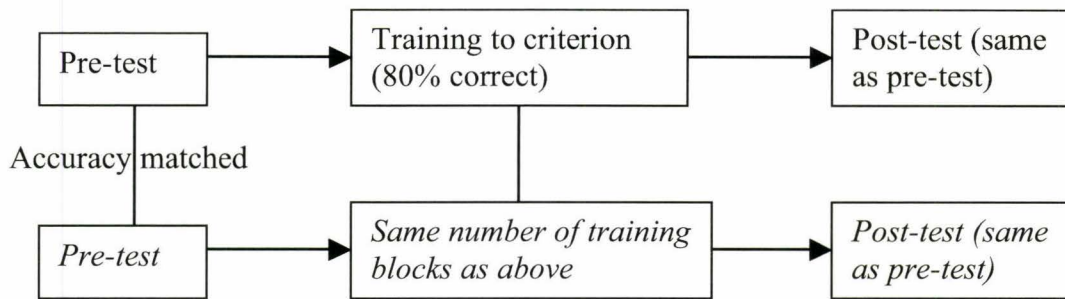 Pre-test
Training to criterion
(80% correct)
Post-test (same
as pre-test)
Accuracy matched
Pre-test
Same number of training
blocks as above
Post-test (same
as pre-test)